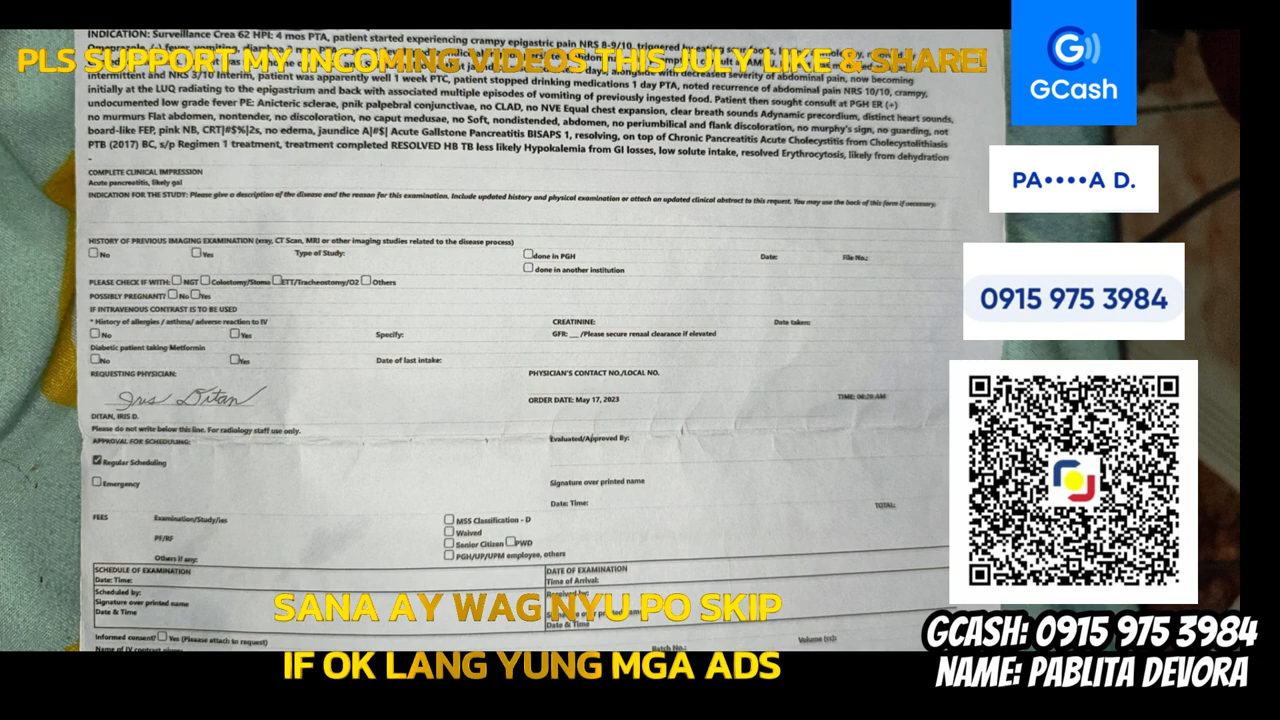 INDICATION: Surveillance Crea 62 HPI: 4 mos PTA, patient started experiencing crampy epigastric pain NRS 8-9/10, triggered by
PLS SUPPORT MY INCOMING VIDEOS THIS JULY LIKE & SHARE!
intermittent and NRS 3/10 Interim, patient was apparently well 1 week PTC, patient stopped drinking medications 1 day PTA, noted recurrence of abdominal pain NRS 10/10, crampy,
initially at the LUQ radiating to the epigastrium and back with associated multiple episodes of vomiting of previously ingested food. Patient then sought consult at PGH ER (+)
undocumented low grade fever PE: Anicteric sclerae, pnik palpebral conjunctivae, no CLAD, no NVE Equal chest expansion, clear breath sounds Adynamic precordium, distinct heart sounds,
no murmurs Flat abdomen, nontender, no discoloration, no caput medusae, no Soft, nondistended, abdomen, no periumbilical and flank discoloration, no murphy's sign, no guarding, not
board-like FEP, pink NB, CRT|#$%|2s, no edema, jaundice A|#$| Acute Gallstone Pancreatitis BISAPS 1, resolving, on top of Chronic Pancreatitis Acute Cholecystitis from Cholecystolithiasis
PTB (2017) BC, s/p Regimen 1 treatment, treatment completed RESOLVED HB TB less likely Hypokalemia from GI losses, low solute intake, resolved Erythrocytosis, likely from dehydration
-
COMPLETE CLINICAL IMPRESSION
Acute pancreatitis, likely gal
INDICATION FOR THE STUDY: Please give a description of the disease and the reason for this examination. Include updated history and physical examination or attach an updated clinical abstract to this request. You may use the back of this form if necessary.
HISTORY OF PREVIOUS IMAGING EXAMINATION (xray, CT Scan, MRI or other imaging studies related to the disease process)
No Yes Type of Study: done in PGH Date: File No.:
done in another institution
PLEASE CHECK IF WITH: NGT Colostomy/Stoma ETT/Tracheostomy/O2 Others
POSSIBLY PREGNANT? No Yes
IF INTRAVENOUS CONTRAST IS TO BE USED
* History of allergies / asthma/ adverse reaction to IV CREATININE: Date taken:
No Yes Specify: GFR: __ /Please secure renaal clearance if elevated
Diabetic patient taking Metformin
No Yes Date of last intake:
REQUESTING PHYSICIAN: PHYSICIAN'S CONTACT NO./LOCAL NO.
Iris Ditan
ORDER DATE: May 17, 2023 TIME:
DITAN, IRIS D.
Please do not write below this line. For radiology staff use only.
APPROVAL FOR SCHEDULING: Evaluated/Approved By:
Regular Scheduling
Emergency Signature over printed name
Date: Time: TOTAL:
FEES Examination/Study/ies MSS Classification - D
PF/RF Waived
Senior Citizen PWD
Others if any: PGH/UP/UPM employee, others
SCHEDULE OF EXAMINATION DATE OF EXAMINATION
Date: Time: Time of Arrival:
Scheduled by:
Signature over printed name
Date & Time Date & Time
SANA AY WAG NYU PO SKIP
Informed consent? Yes (Please attach to request) Volume (cc):
Batch No.:
IF OK LANG YUNG MGA ADS
GCash
PA••••A D.
0915 975 3984
GCASH: 0915 975 3984
NAME: PABLITA DEVORA